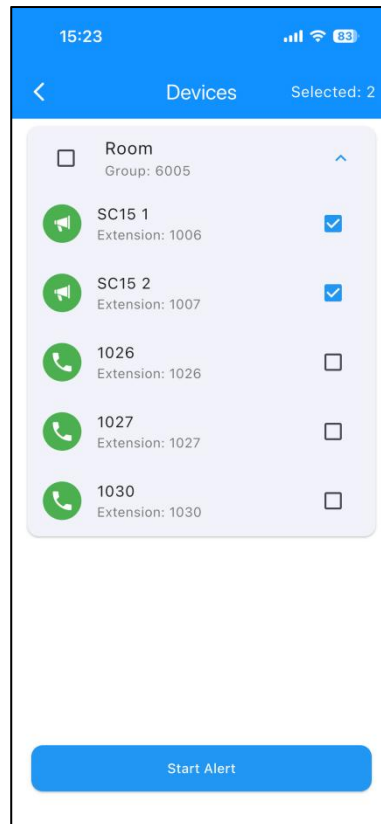 15:23
83
Devices
Selected: 2
Room
Group: 6005
SC15 1
Extension: 1006
SC15 2
Extension: 1007
1026
Extension: 1026
1027
Extension: 1027
1030
Extension: 1030
Start Alert